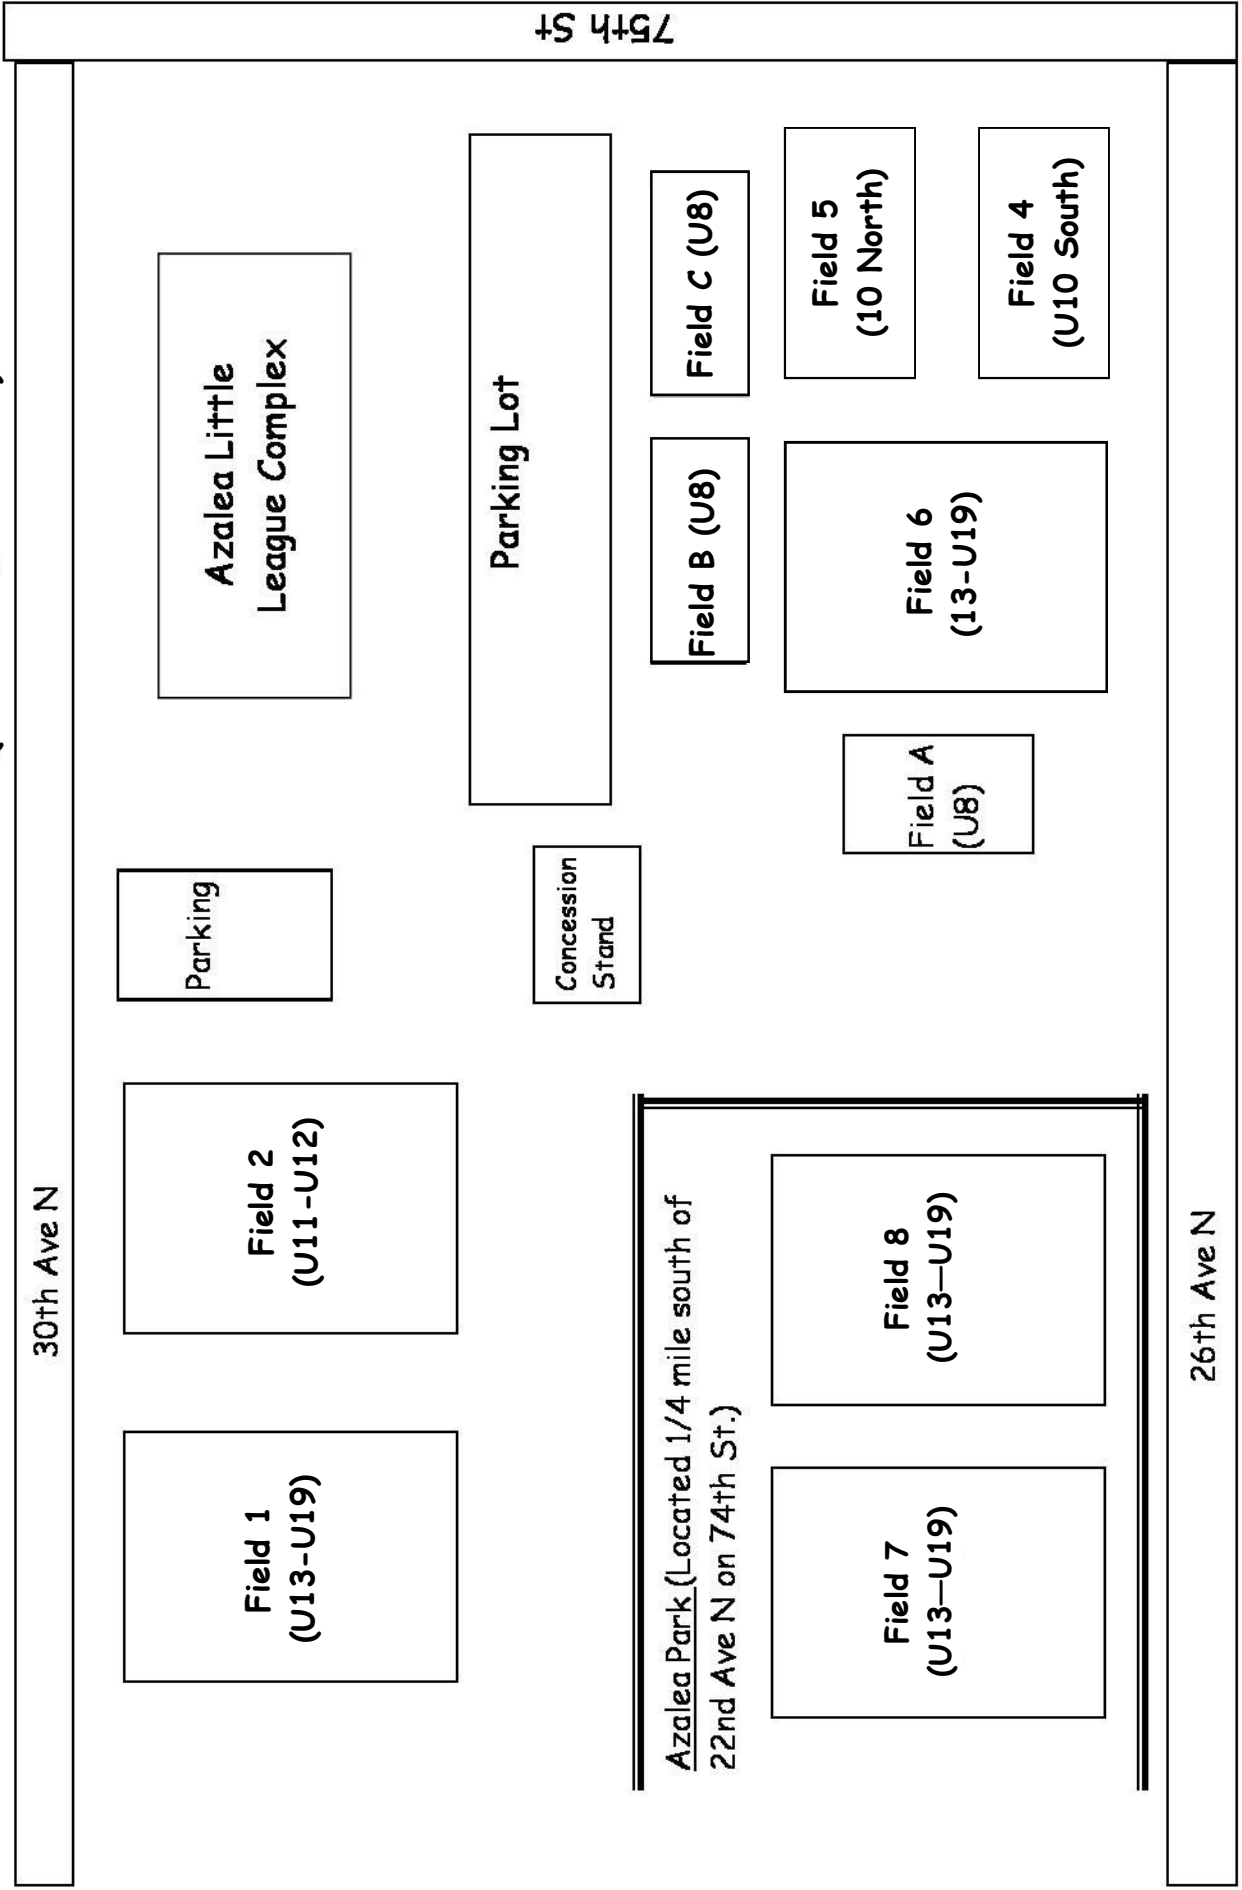 30th Ave N
75th St
Azalea Little
League Complex
Parking
Field 2
(U11-U12)
Field 1
(U13-U19)
Parking Lot
Concession
Stand
Field C (U8)
Field B (U8)
Field 5
(10 North)
Field 4
(U10 South)
Field 6
(13-U19)
Field A
(U8)
Azalea Park (Located 1/4 mile south of
22nd Ave N on 74th St.)
Field 8
(U13—U19)
Field 7
(U13—U19)
26th Ave N